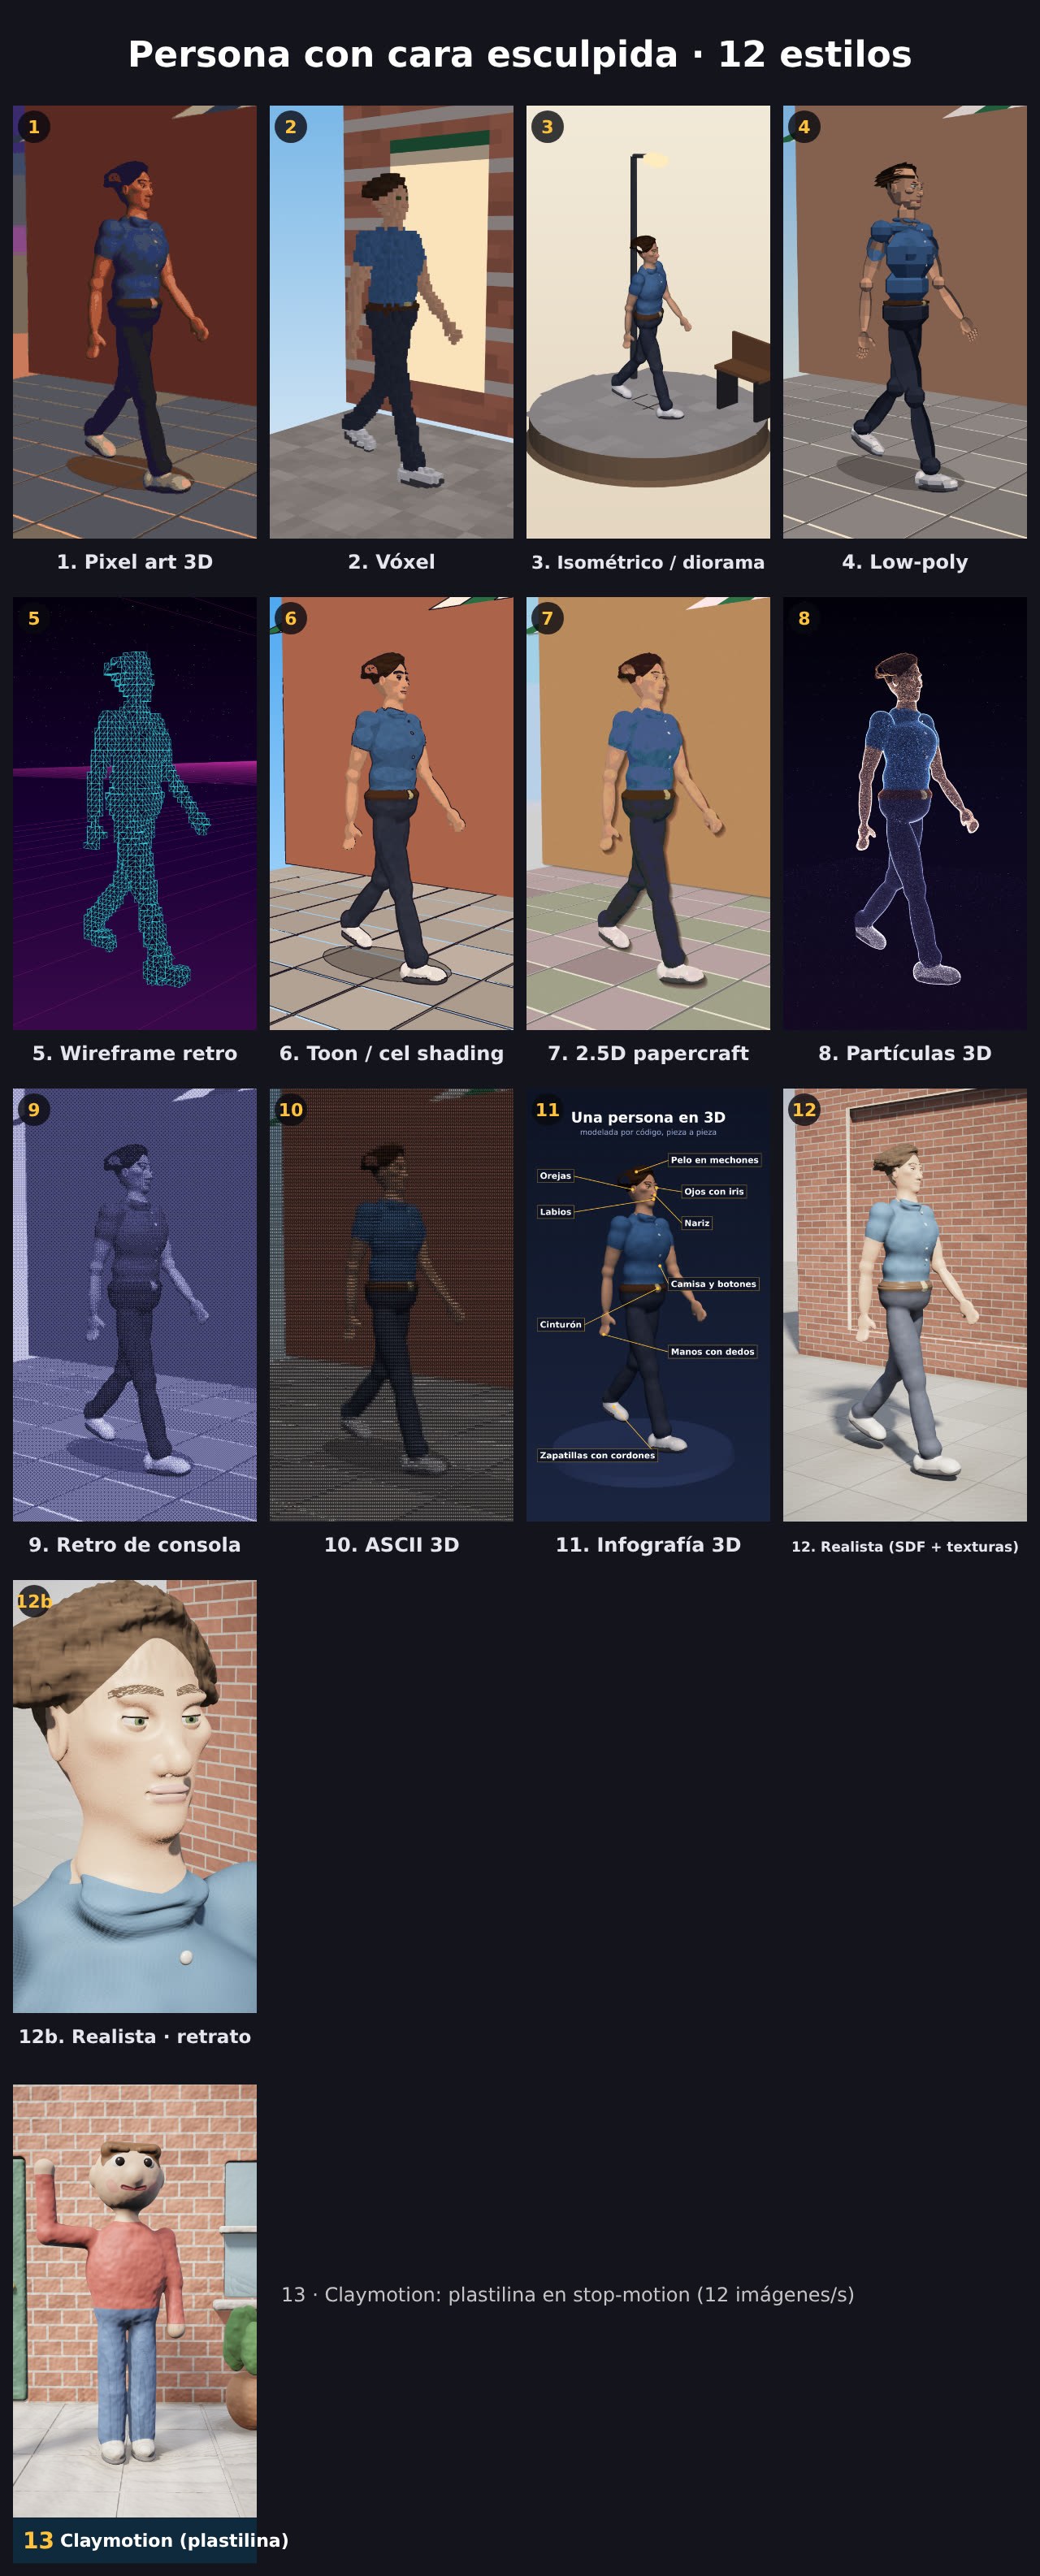 Persona con cara esculpida · 12 estilos
1
2
3
4
1. Pixel art 3D
2. Vóxel
3. Isométrico / diorama
4. Low-poly
5
6
7
8
5. Wireframe retro
6. Toon / cel shading
7. 2.5D papercraft
8. Partículas 3D
9
10
11
12
Una persona en 3D
modelada por código, pieza a pieza
Pelo en mechones
Orejas
Ojos con iris
Labios
Nariz
Camisa y botones
Cinturón
Manos con dedos
Zapatillas con cordones
9. Retro de consola
10. ASCII 3D
11. Infografía 3D
12. Realista (SDF + texturas)
12b
12b. Realista · retrato
13 · Claymotion: plastilina en stop-motion (12 imágenes/s)
13 Claymotion (plastilina)